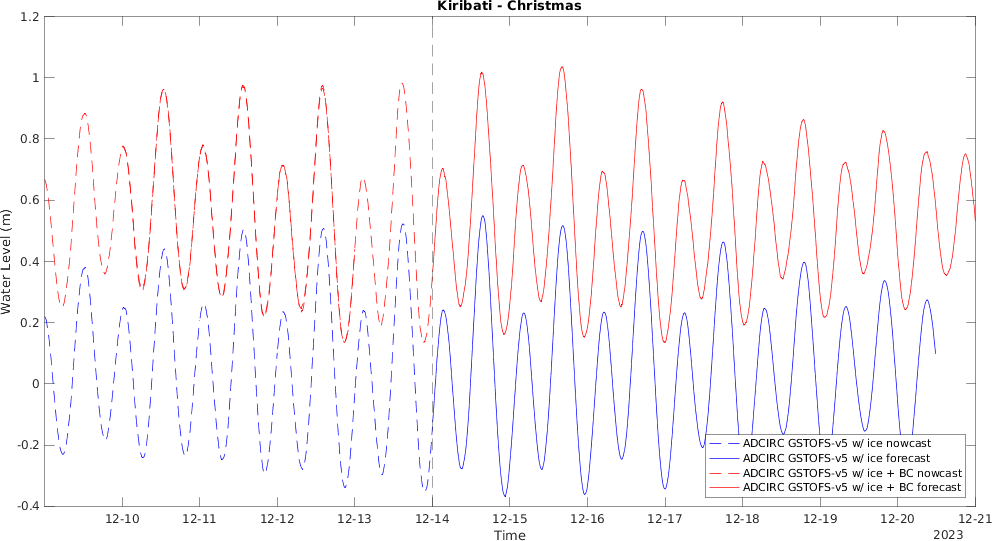 Kiribati - Christmas
1.2
1
0.8
0.6
0.4
0.2
0
-0.2
-0.4
Water Level (m)
ADCIRC GSTOFS-v5 w/ ice nowcast
ADCIRC GSTOFS-v5 w/ ice forecast
ADCIRC GSTOFS-v5 w/ ice + BC nowcast
ADCIRC GSTOFS-v5 w/ ice + BC forecast
12-10 12-11 12-12 12-13 12-14 12-15 12-16 12-17 12-18 12-19 12-20 12-21
Time
2023